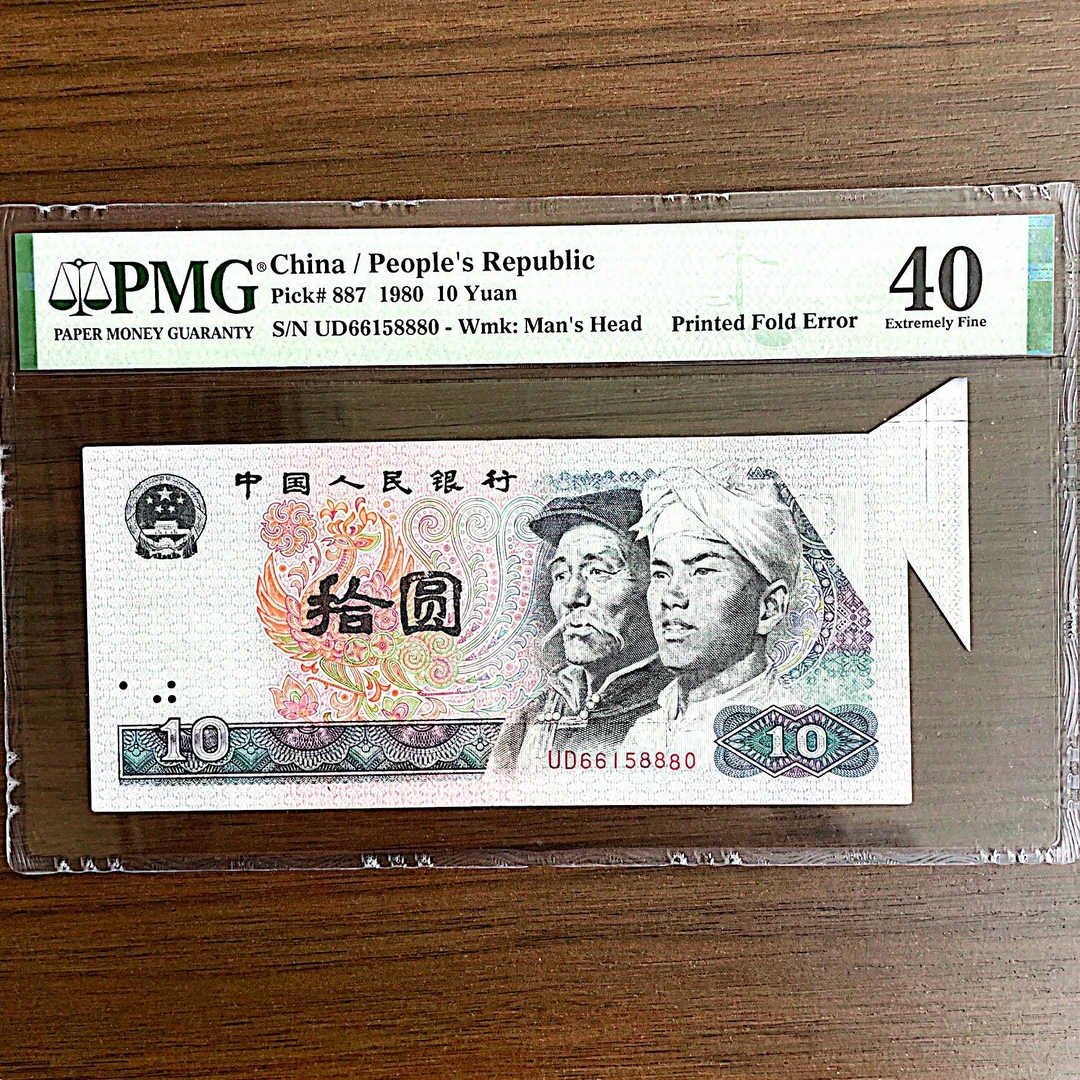 PMG®
PAPER MONEY GUARANTY
China / People's Republic
Pick# 887 1980 10 Yuan
S/N UD66158880 - Wmk: Man's Head
Printed Fold Error
40
Extremely Fine
中国人民银行
拾圆
10
UD66158880
10